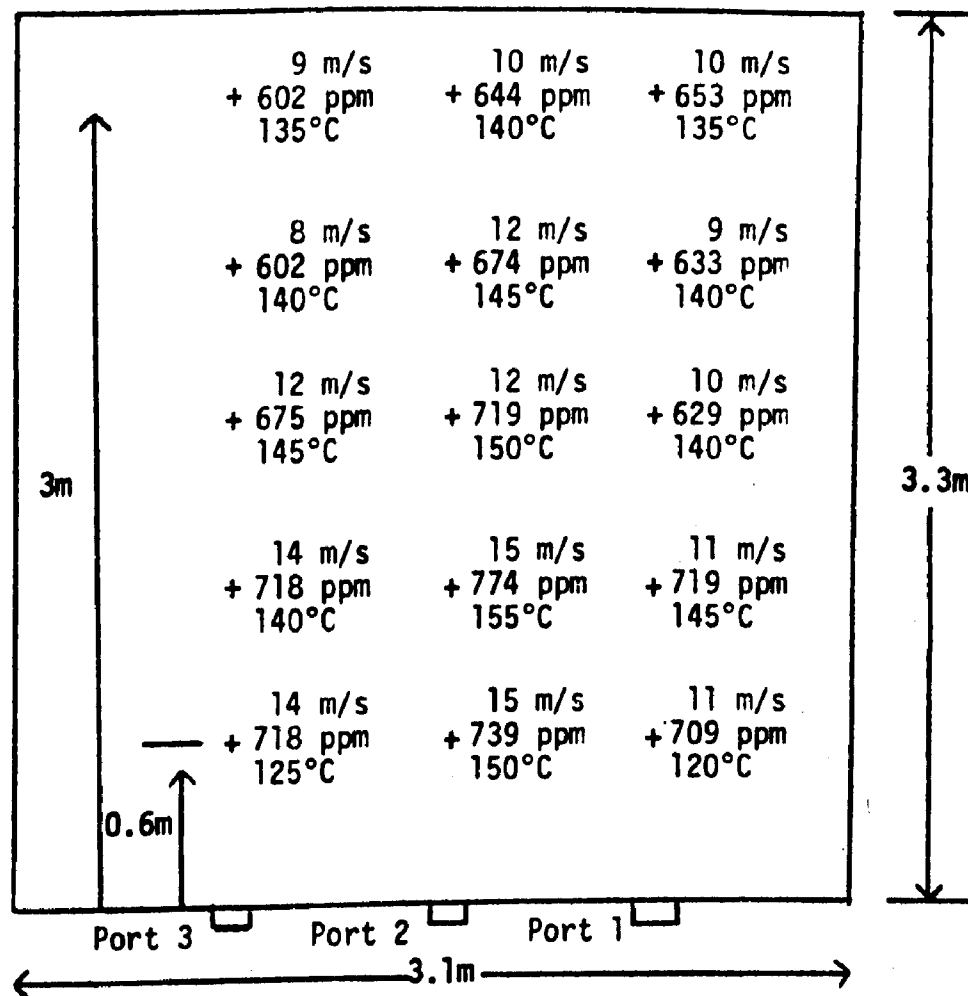 9 m/s 10 m/s 10 m/s
+ 602 ppm + 644 ppm + 653 ppm
135°C 140°C 135°C
8 m/s 12 m/s 9 m/s
+ 602 ppm + 674 ppm + 633 ppm
140°C 145°C 140°C
12 m/s 12 m/s 10 m/s
+ 675 ppm + 719 ppm + 629 ppm
145°C 150°C 140°C
3m 3.3m
14 m/s 15 m/s 11 m/s
+ 718 ppm + 774 ppm + 719 ppm
140°C 155°C 145°C
14 m/s 15 m/s 11 m/s
+ 718 ppm + 739 ppm + 709 ppm
125°C 150°C 120°C
0.6m
Port 3 Port 2 Port 1
3.1m